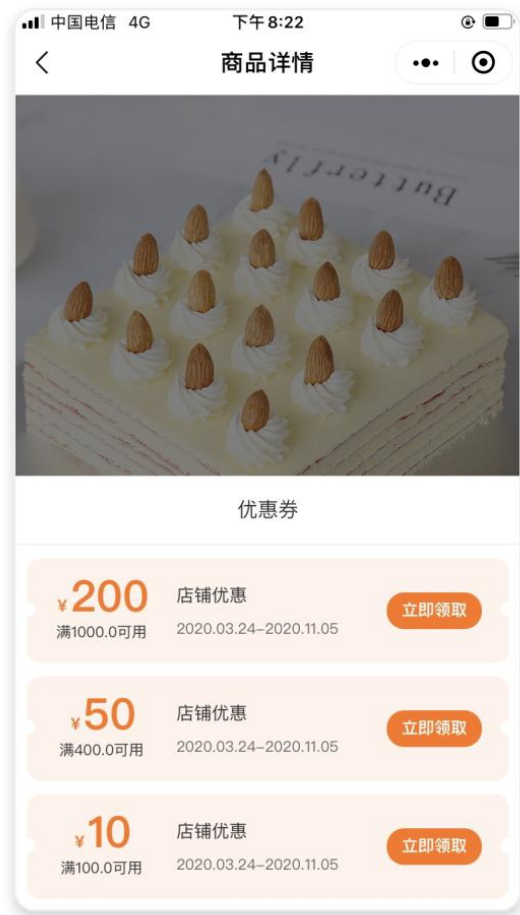 中国电信 4G 下午8:22
商品详情
Butterfly
优惠券
¥200 店铺优惠 立即领取
满1000.0可用 2020.03.24-2020.11.05
¥50 店铺优惠 立即领取
满400.0可用 2020.03.24-2020.11.05
¥10 店铺优惠 立即领取
满100.0可用 2020.03.24-2020.11.05